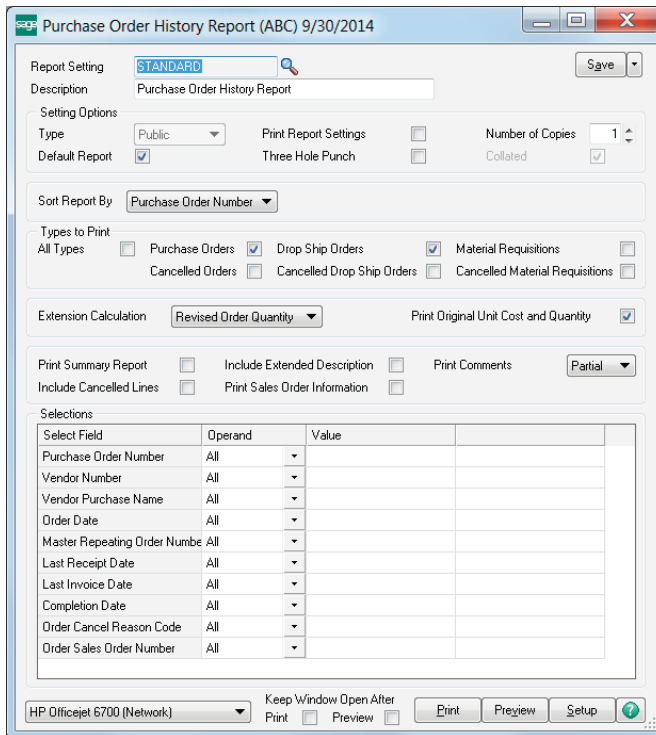 sage Purchase Order History Report (ABC) 9/30/2014
Report Setting STANDARD Save
Description Purchase Order History Report
Setting Options
Type Public Print Report Settings Number of Copies 1
Default Report Three Hole Punch Collated
Sort Report By Purchase Order Number
Types to Print
All Types Purchase Orders Drop Ship Orders Material Requisitions
Cancelled Orders Cancelled Drop Ship Orders Cancelled Material Requisitions
Extension Calculation Revised Order Quantity Print Original Unit Cost and Quantity
Print Summary Report Include Extended Description Print Comments Partial
Include Cancelled Lines Print Sales Order Information
Selections
Select Field Operand Value
Purchase Order Number All
Vendor Number All
Vendor Purchase Name All
Order Date All
Master Repeating Order Numbe All
Last Receipt Date All
Last Invoice Date All
Completion Date All
Order Cancel Reason Code All
Order Sales Order Number All
Keep Window Open After
HP Officejet 6700 (Network) Print Preview Print Preview Setup ?